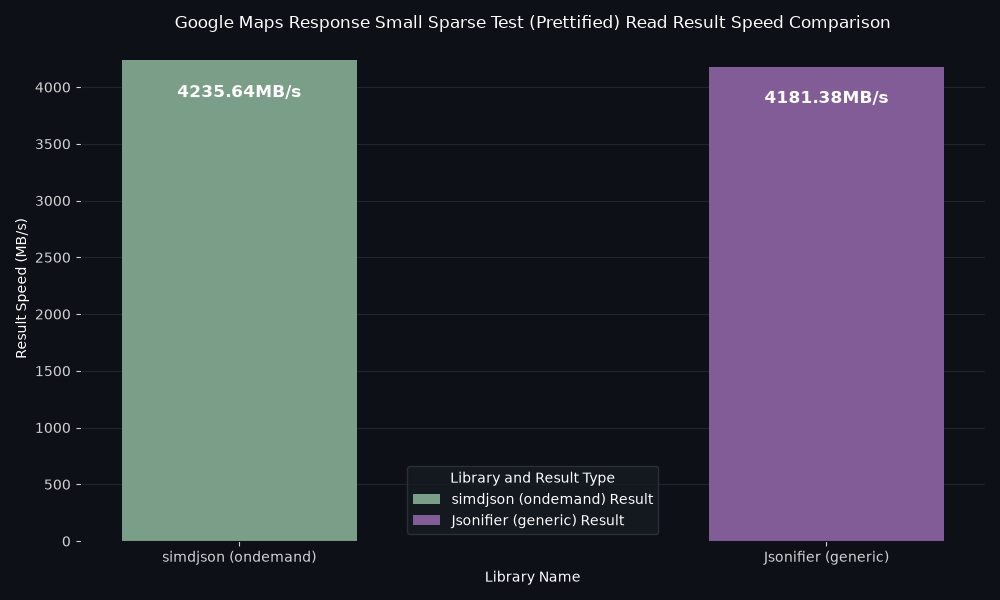 Google Maps Response Small Sparse Test (Prettified) Read Result Speed Comparison
4235.64MB/s
4181.38MB/s
Result Speed (MB/s)
4000
3500
3000
2500
2000
1500
1000
500
0
Library and Result Type
simdjson (ondemand) Result
Jsonifier (generic) Result
simdjson (ondemand)
Jsonifier (generic)
Library Name